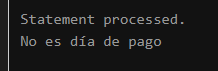 Statement processed.
No es día de pago